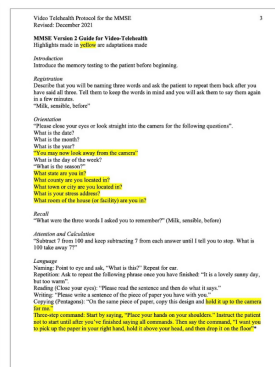 Video Telehealth Protocol for the MMSE 3
Revised: December 2021
MMSE Version 2 Guide for Video-Telehealth
Highlights made in yellow are adaptations made
Introduction
Introduce the memory testing to the patient before beginning.
Registration
Describe that you will be naming three words and ask the patient to repeat them back after you
have said all three. Tell them to keep the words in mind and you will ask them to say them again
in a few minutes.
"Milk, sensible, before"
Orientation
"Please close your eyes or look straight into the camera for the following questions".
What is the date?
What is the month?
What is the year?
"You may now look away from the camera"
What is the day of the week?
"What is the season?"
What state are you in?
What county are you located in?
What town or city are you located in?
What is your stress address?
What room of the house (or facility) are you in?
Recall
"What were the three words I asked you to remember?" (Milk, sensible, before)
Attention and Calculation
"Subtract 7 from 100 and keep subtracting 7 from each answer until I tell you to stop. What is
100 take away 7?"
Language
Naming: Point to eye and ask, "What is this?" Repeat for ear.
Repetition: Ask to repeat the following phrase once you have finished: "It is a lovely sunny day,
but too warm".
Reading (Close your eyes): "Please read the sentence and then do what it says."
Writing: "Please write a sentence of the piece of paper you have with you."
Copying (Pentagons): "On the same piece of paper, copy this design and hold it up to the camera
for me."
Three-step command: Start by saying, "Place your hands on your shoulders." Instruct the patient
not to start until after you've finished saying all commands. Then say the command, "I want you
to pick up the paper in your right hand, hold it above your head, and then drop it on the floor"